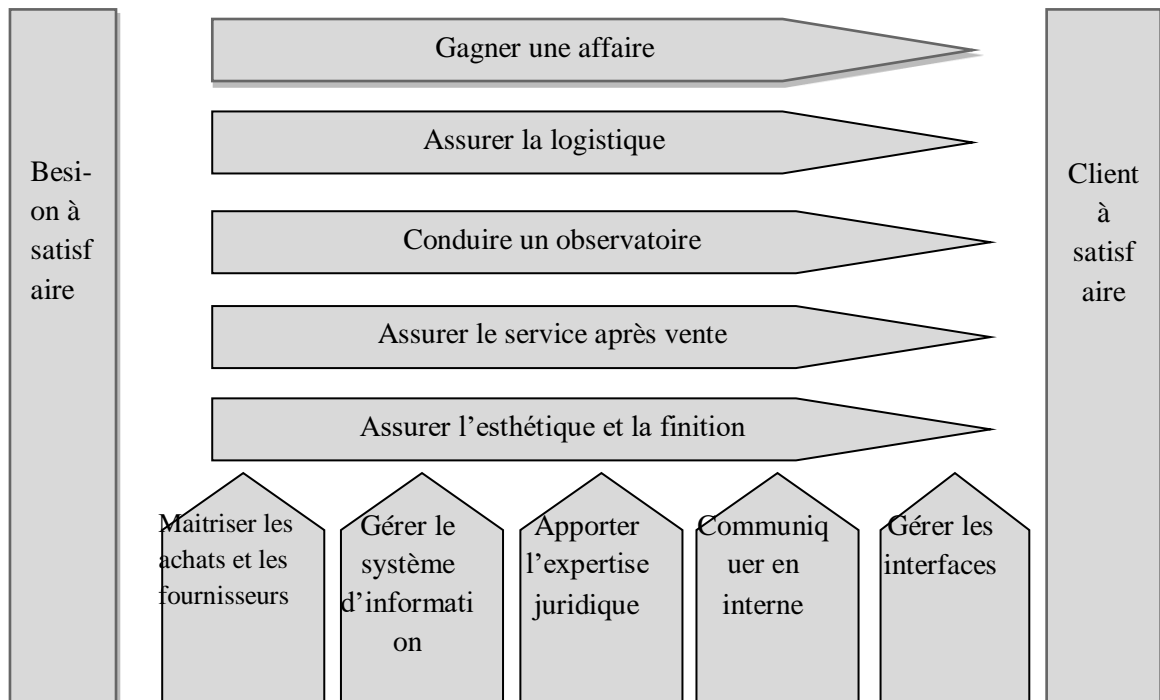 Gagner une affaire
Assurer la logistique
Besi-
on à
satisf
aire
Client
à
satisf
aire
Conduire un observatoire
Assurer le service après vente
Assurer l’esthétique et la finition
Maitriser les
achats et les
fournisseurs
Gérer le
système
d’informati
on
Apporter
l’expertise
juridique
Communiq
uer en
interne
Gérer les
interfaces